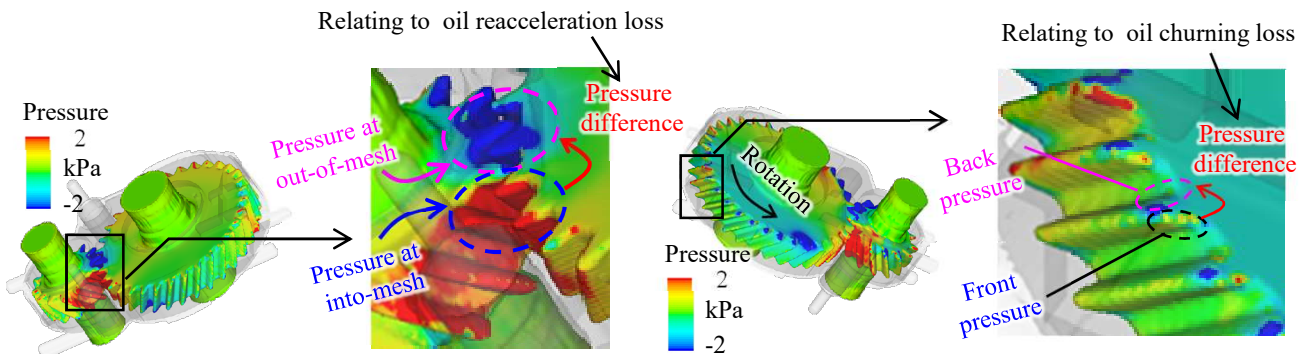 Relating to oil reacceleration loss
Pressure
2
kPa
-2
Pressure at
out-of-mesh
Pressure at
into-mesh
Pressure
difference
Relating to oil churning loss
Rotation
Pressure
2
kPa
-2
Back
pressure
Front
pressure
Pressure
difference